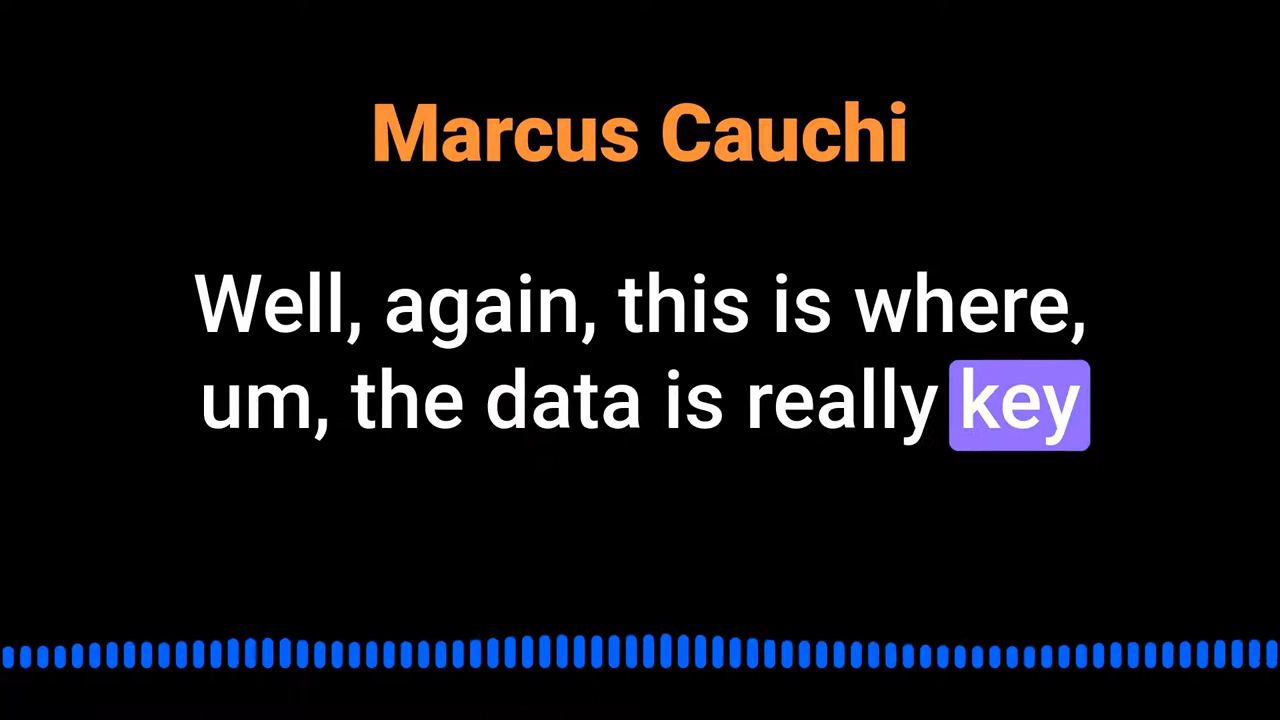 Marcus Cauchi
Well, again, this is where,
um, the data is really key